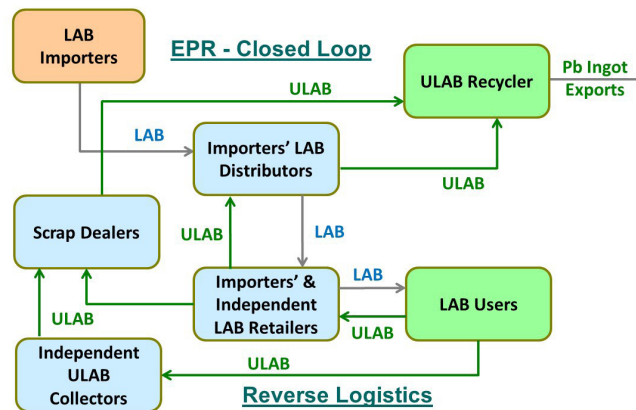 LAB
Importers
EPR - Closed Loop
ULAB Recycler
Pb Ingot
Exports
ULAB
LAB
Importers' LAB
Distributors
ULAB
Scrap Dealers
ULAB
LAB
Importers' &
Independent
LAB Retailers
LAB
LAB Users
ULAB
ULAB
Independent
ULAB
Collectors
ULAB
Reverse Logistics